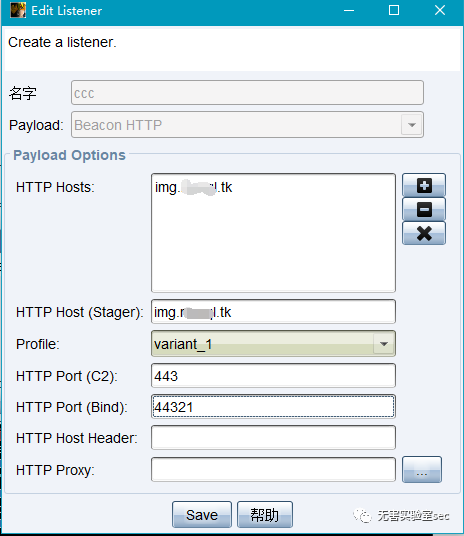 Edit Listener
Create a listener.
名字 ccc
Payload: Beacon HTTP
Payload Options
HTTP Hosts: img. l.tk
HTTP Host (Stager): img. l.tk
Profile: variant_1
HTTP Port (C2): 443
HTTP Port (Bind): 44321
HTTP Host Header:
HTTP Proxy: ...
Save 帮助
无害实验室sec